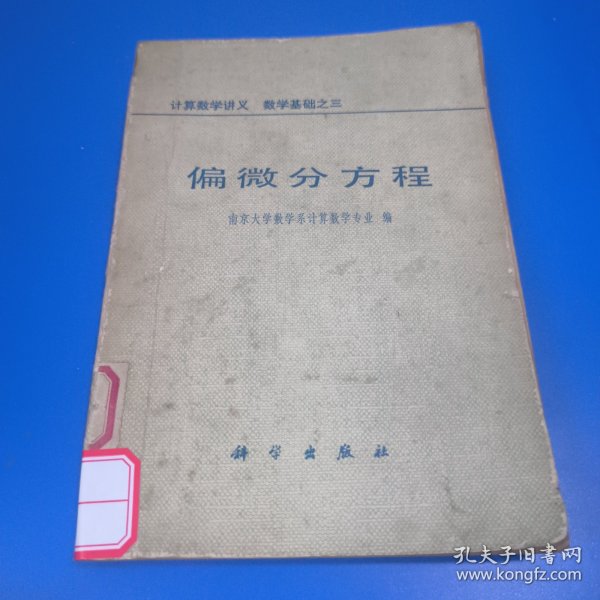 计算数学讲义 数学基础之三
偏微分方程
南京大学数学系计算数学专业 编
科学出版社
孔夫子旧书网
www.kongfz.com